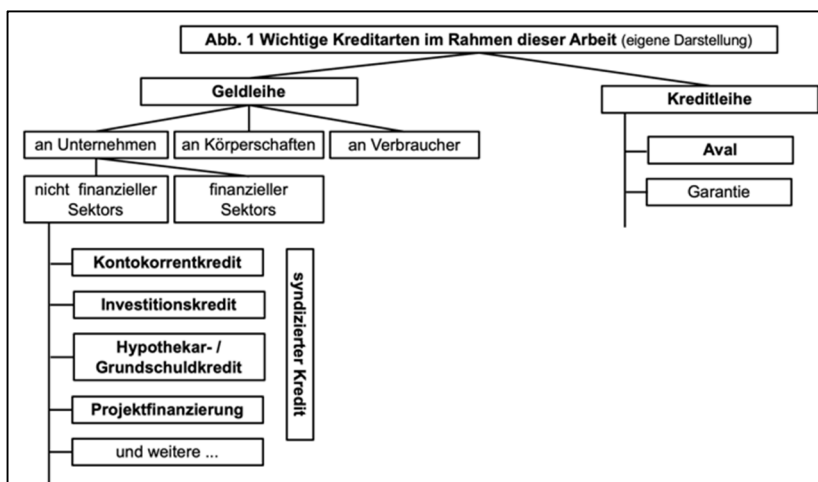 Abb. 1 Wichtige Kreditarten im Rahmen dieser Arbeit (eigene Darstellung)
Geldleihe
Kreditleihe
an Unternehmen
an Körperschaften
an Verbraucher
Aval
Garantie
nicht finanzieller
Sektors
finanzieller
Sektors
Kontokorrentkredit
Investitionskredit
Hypothekar- /
Grundschuldkredit
Projektfinanzierung
und weitere ...
syndizierter Kredit